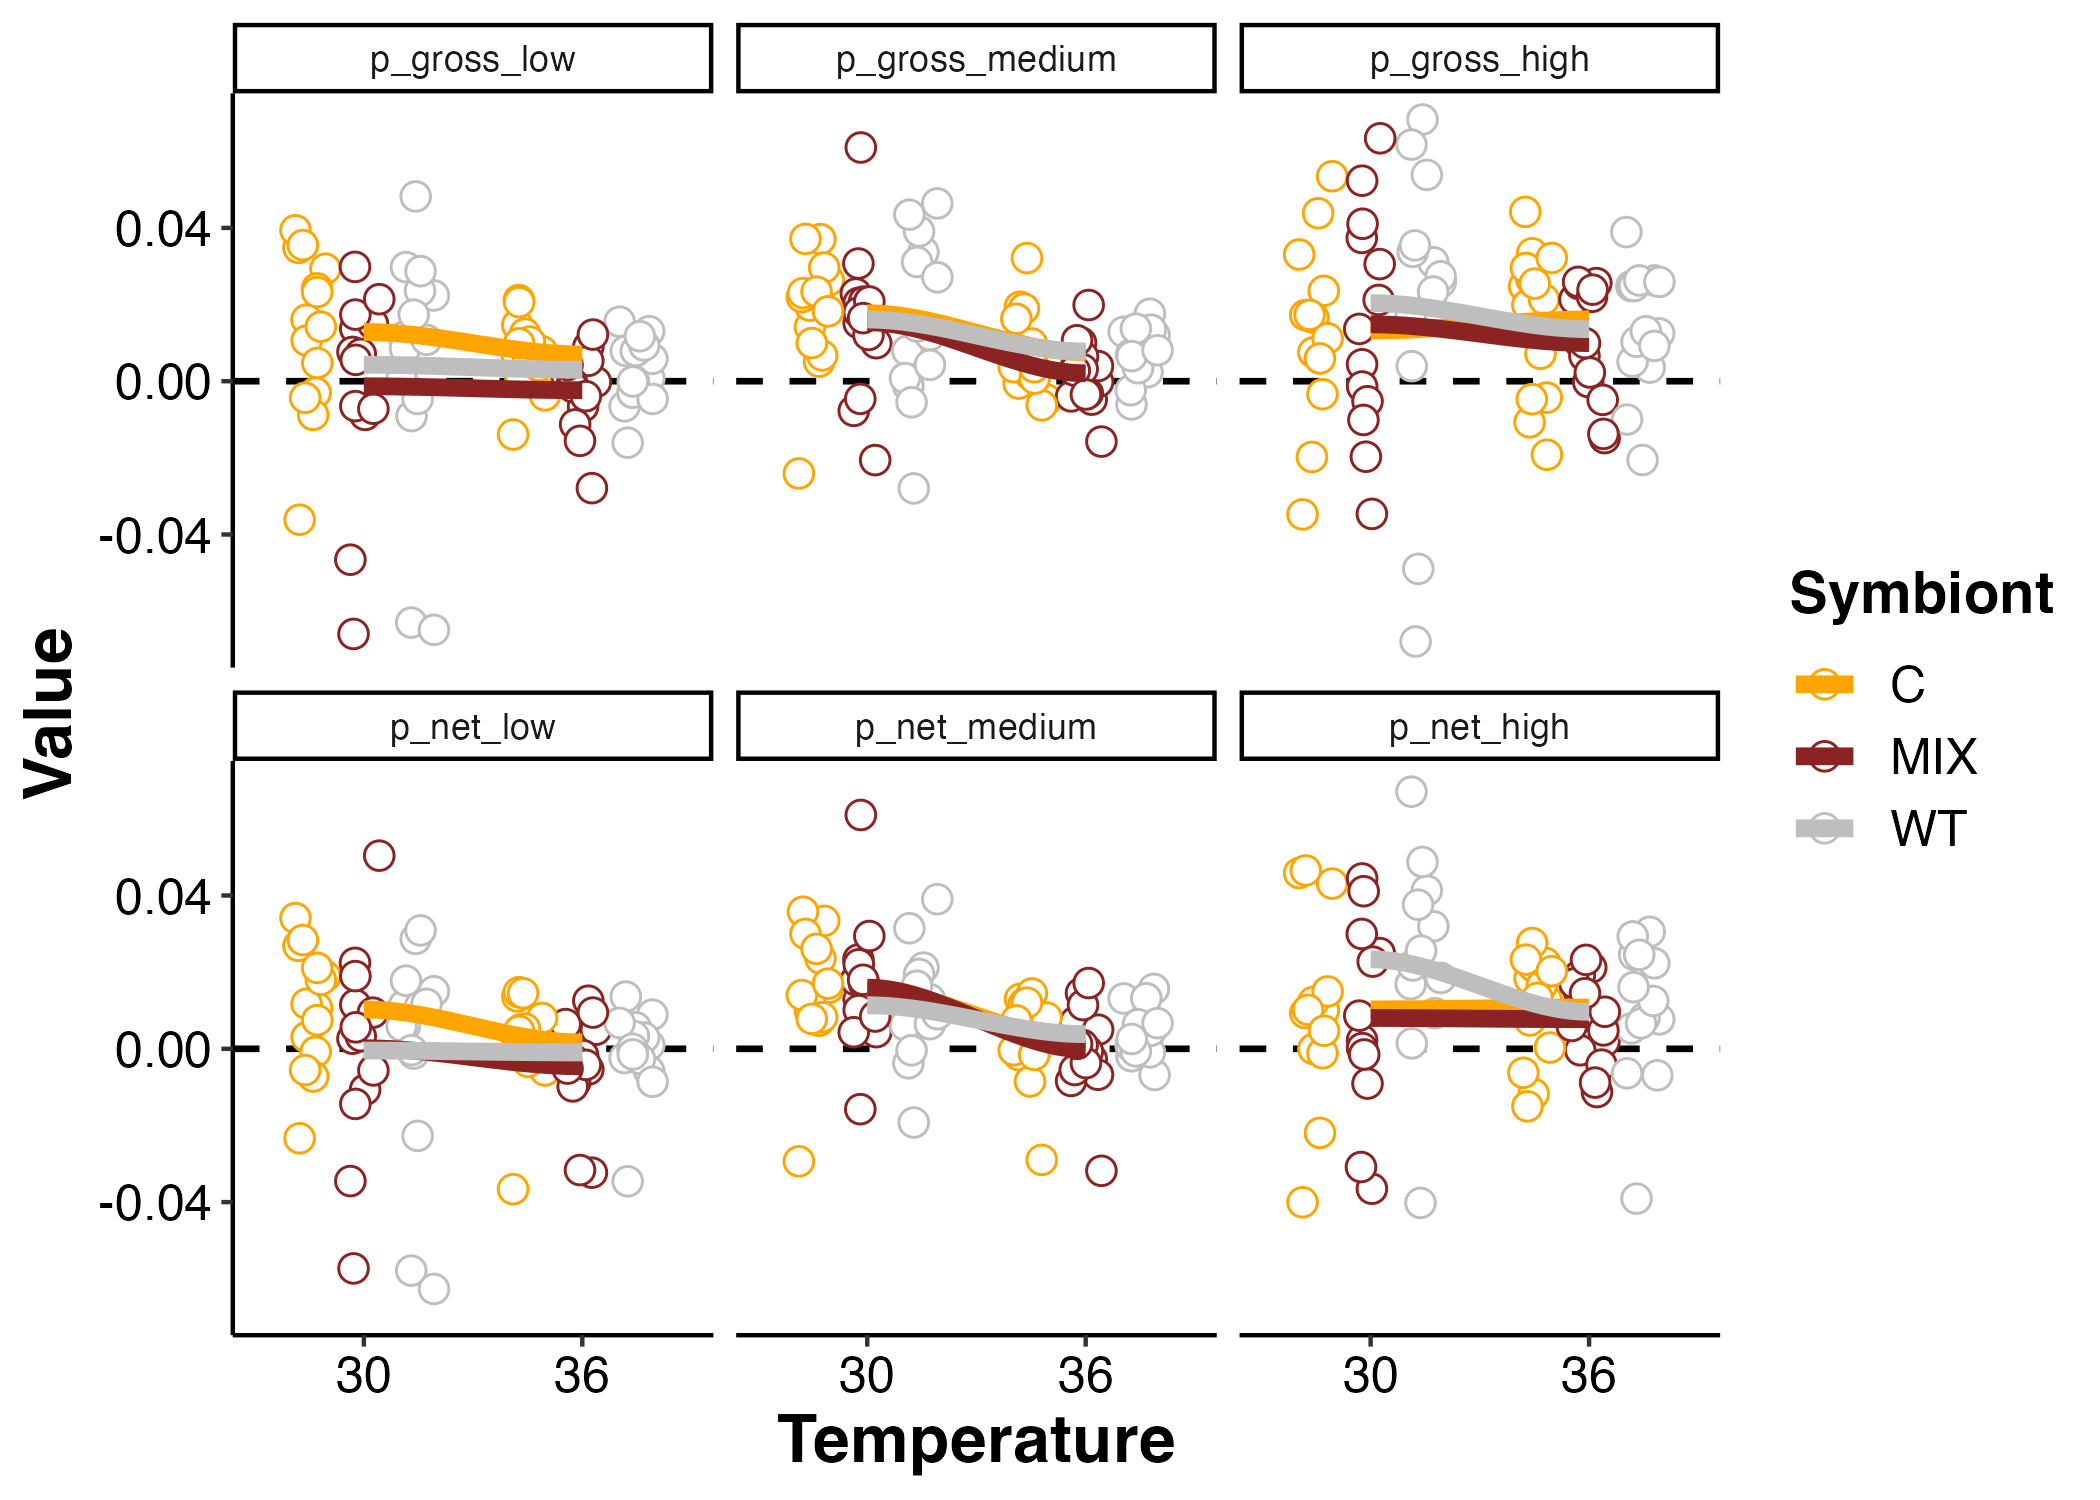 p_gross_low
p_gross_medium
p_gross_high
0.04
0.00
-0.04
p_net_low
p_net_medium
p_net_high
0.04
0.00
-0.04
30
36
30
36
30
36
Temperature
Value
Symbiont
C
MIX
WT